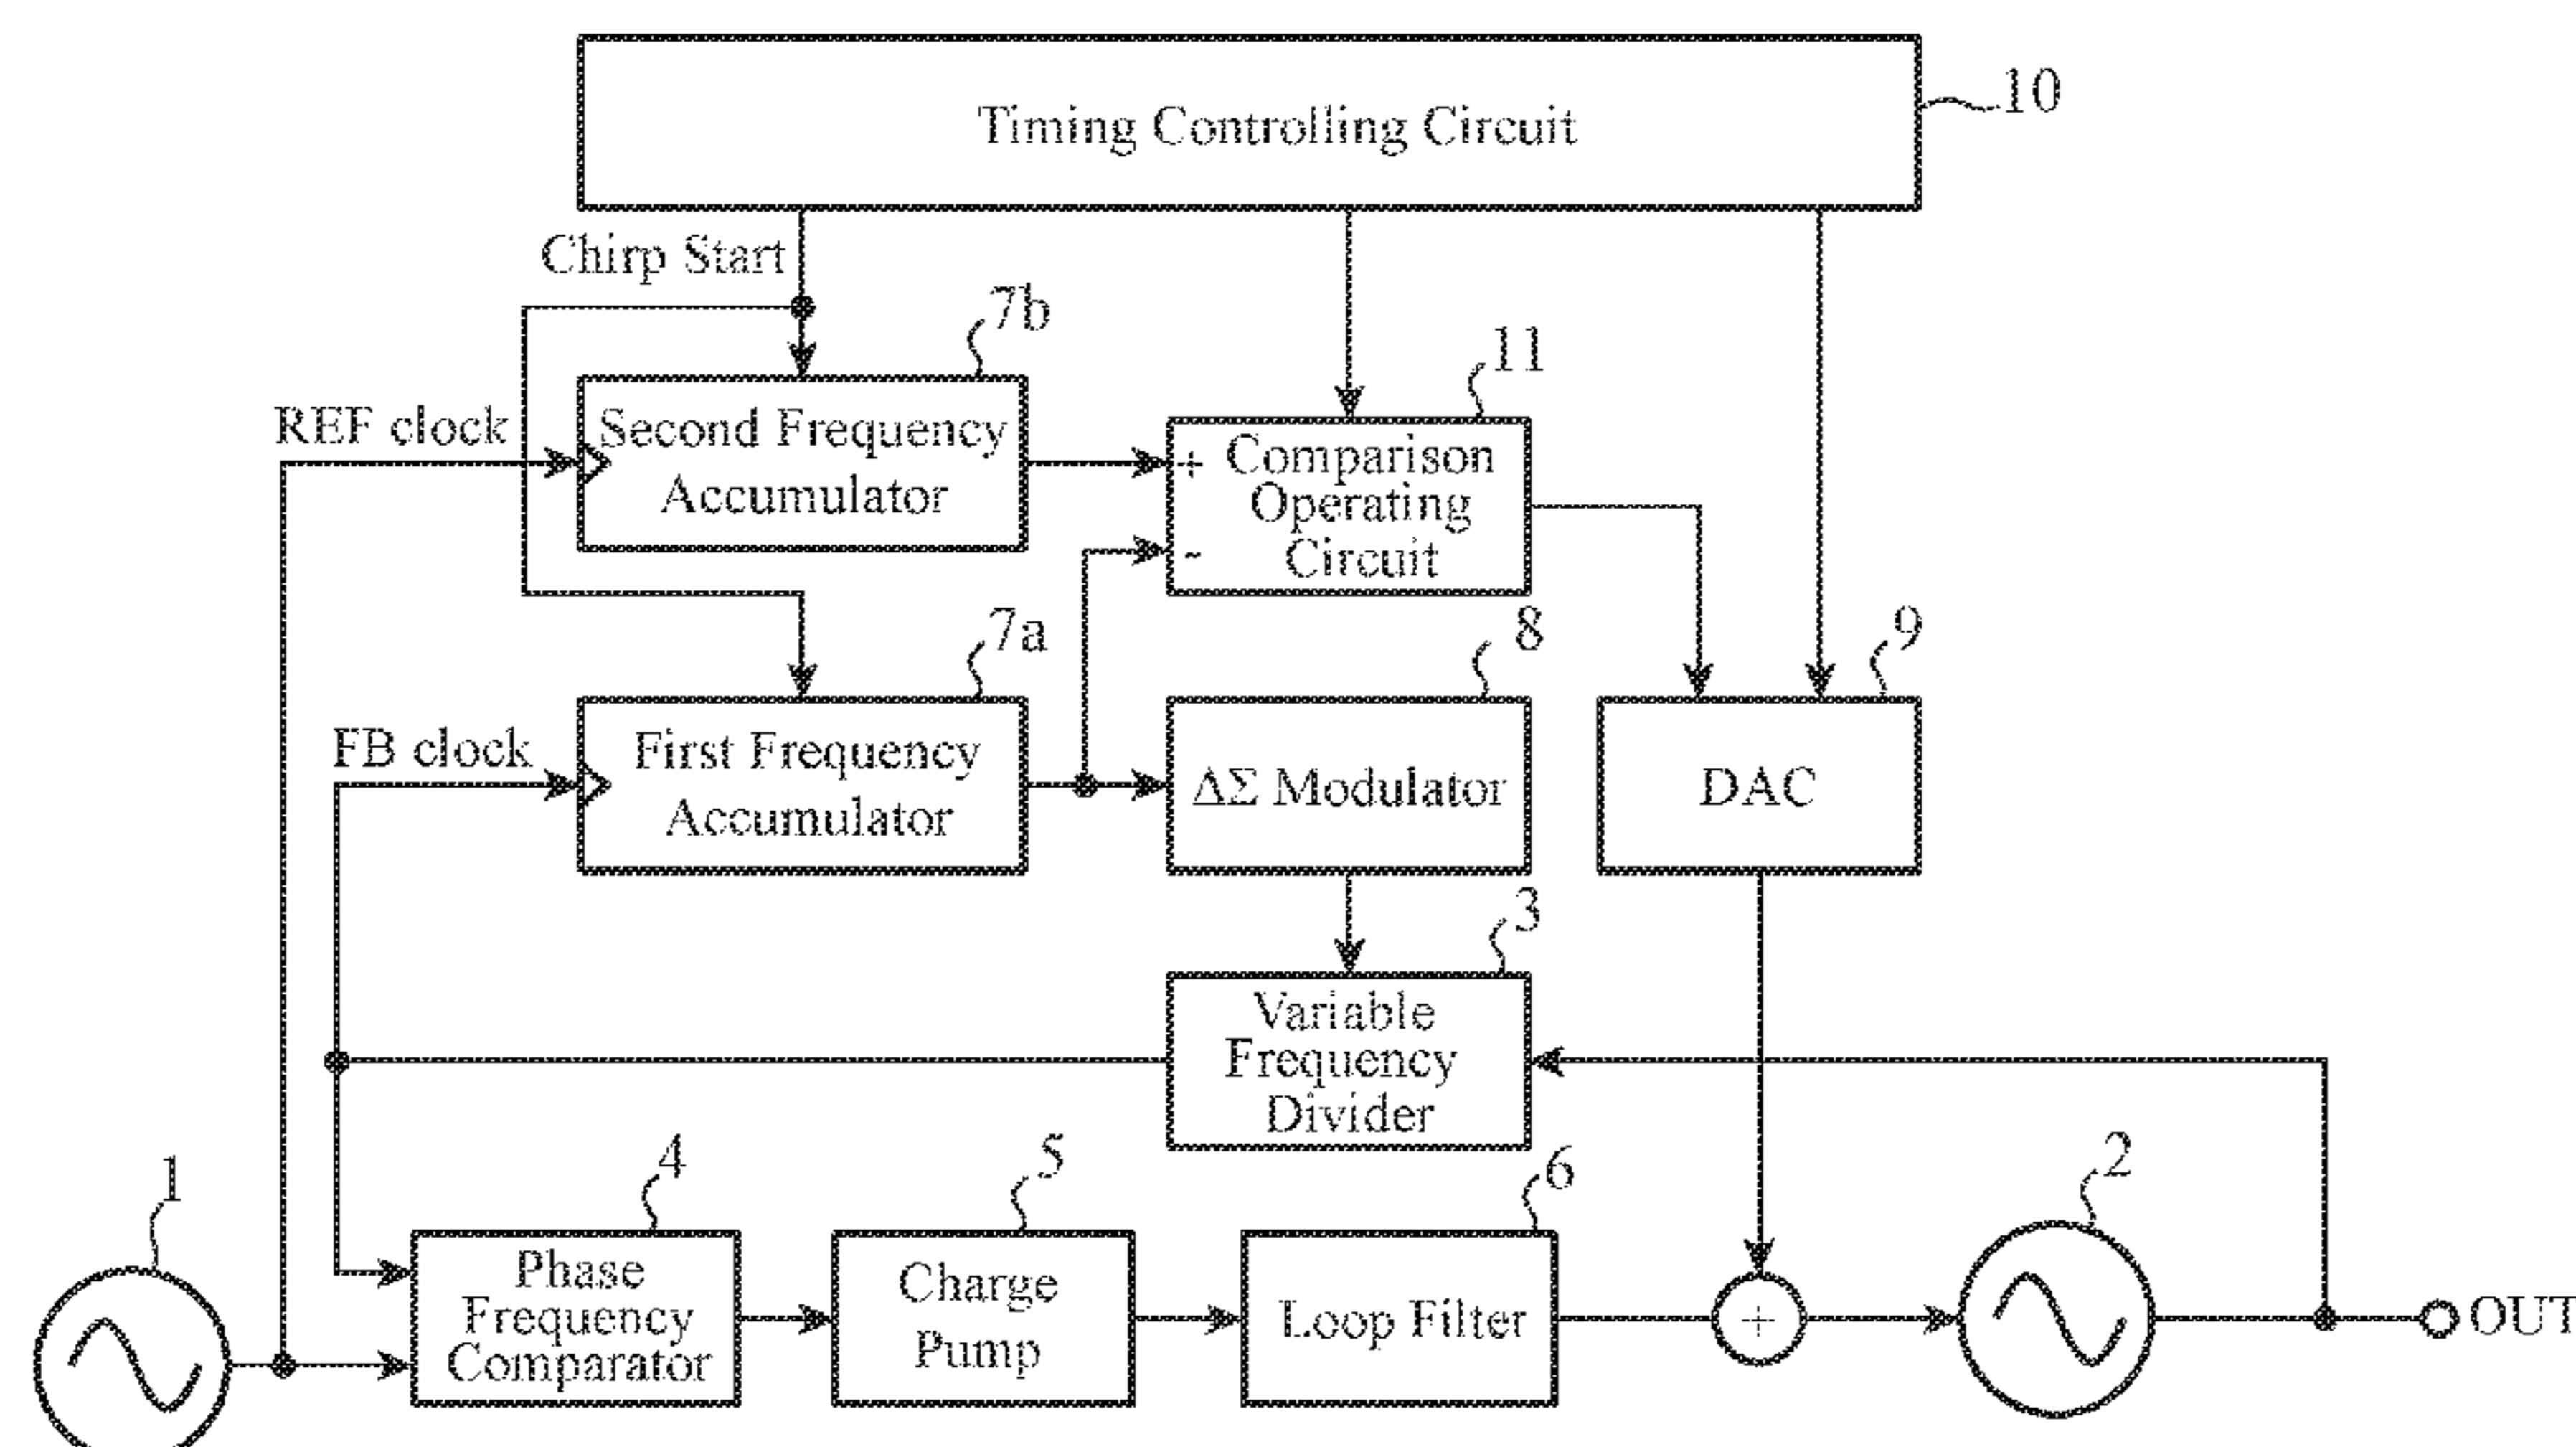 Timing Controlling Circuit
10
Chirp Start
7b
11
REF clock
Second Frequency
Accumulator
+
Comparison
Operating
Circuit
-
7a
8
9
FB clock
First Frequency
Accumulator
ΔΣ Modulator
DAC
3
Variable
Frequency
Divider
1
4
5
6
2
Phase
Frequency
Comparator
Charge
Pump
Loop Filter
+
OUT